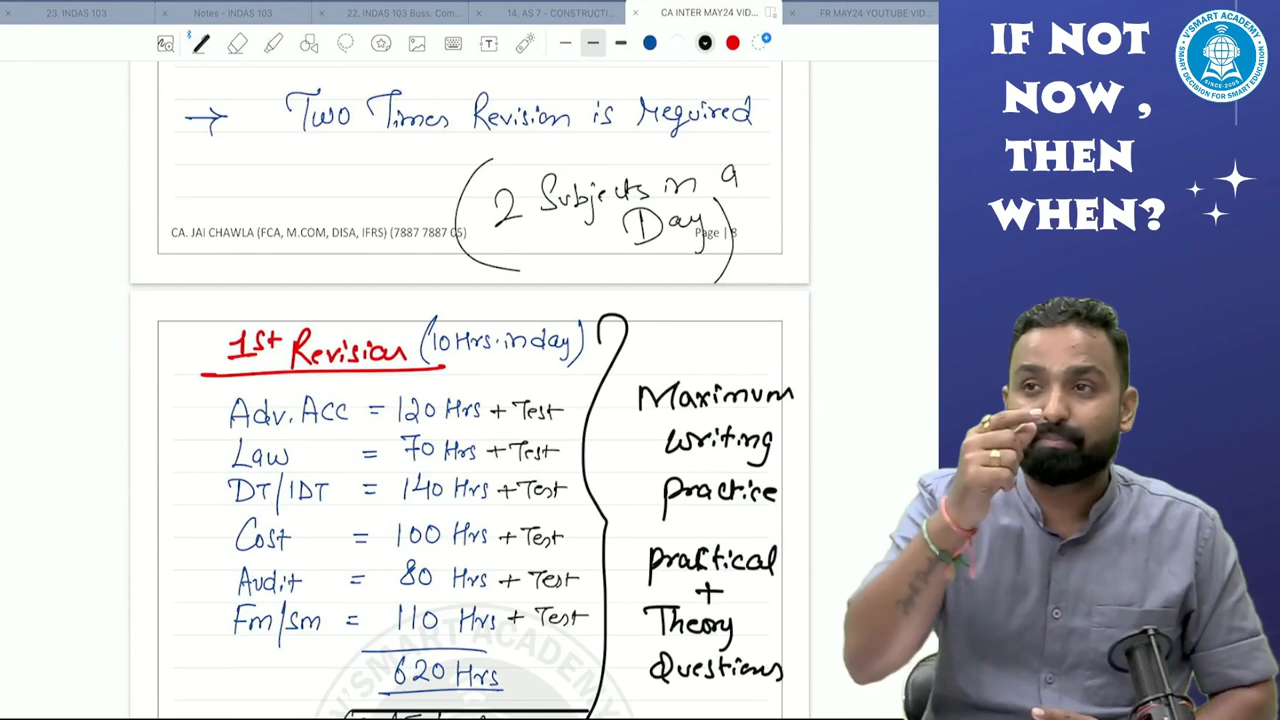 23. INDAS 103
Notes - INDAS 103
22. INDAS 103 Buss. Com...
14. AS 7 - CONSTRUCTI...
CA INTER MAY24 VID...
FR MAY24 YOUTUBE VID...
→ Two Times Revision is required
(2 Subjects in a
Day)
CA. JAI CHAWLA (FCA, M.COM, DISA, IFRS) (7887 7887 05)
Page | 8
1st Revision (10 Hrs. in day)
Adv. Acc = 120 Hrs + Test
Law = 70 Hrs + Test
DT/IDT = 140 Hrs + Test
Cost = 100 Hrs + Test
Audit = 80 Hrs + Test
Fm/Sm = 110 Hrs + Test
620 Hrs
Maximum
writing
practice
practical
+
Theory
Questions
V'SMART ACADEMY
IF NOT
NOW ,
THEN
WHEN?
V'SMART ACADEMY
SINCE-2005
SMART DECISION FOR SMART EDUCATION